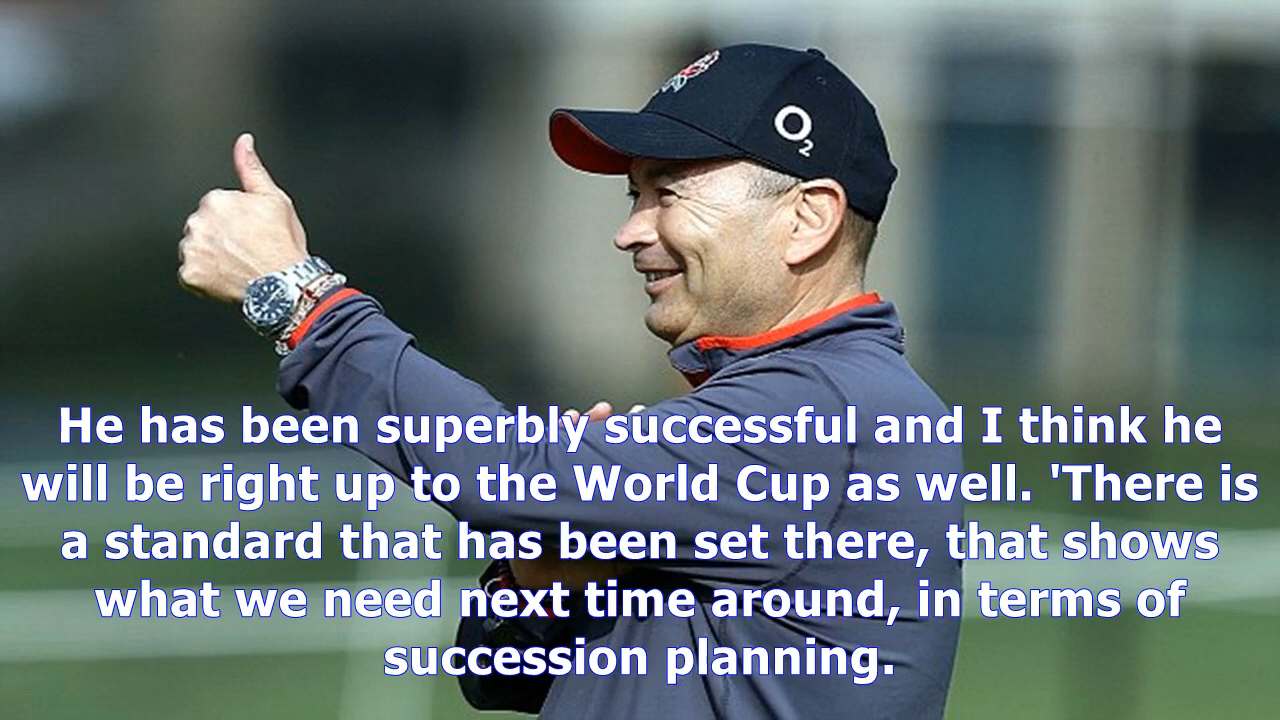 O2
He has been superbly successful and I think he
will be right up to the World Cup as well. 'There is
a standard that has been set there, that shows
what we need next time around, in terms of
succession planning.